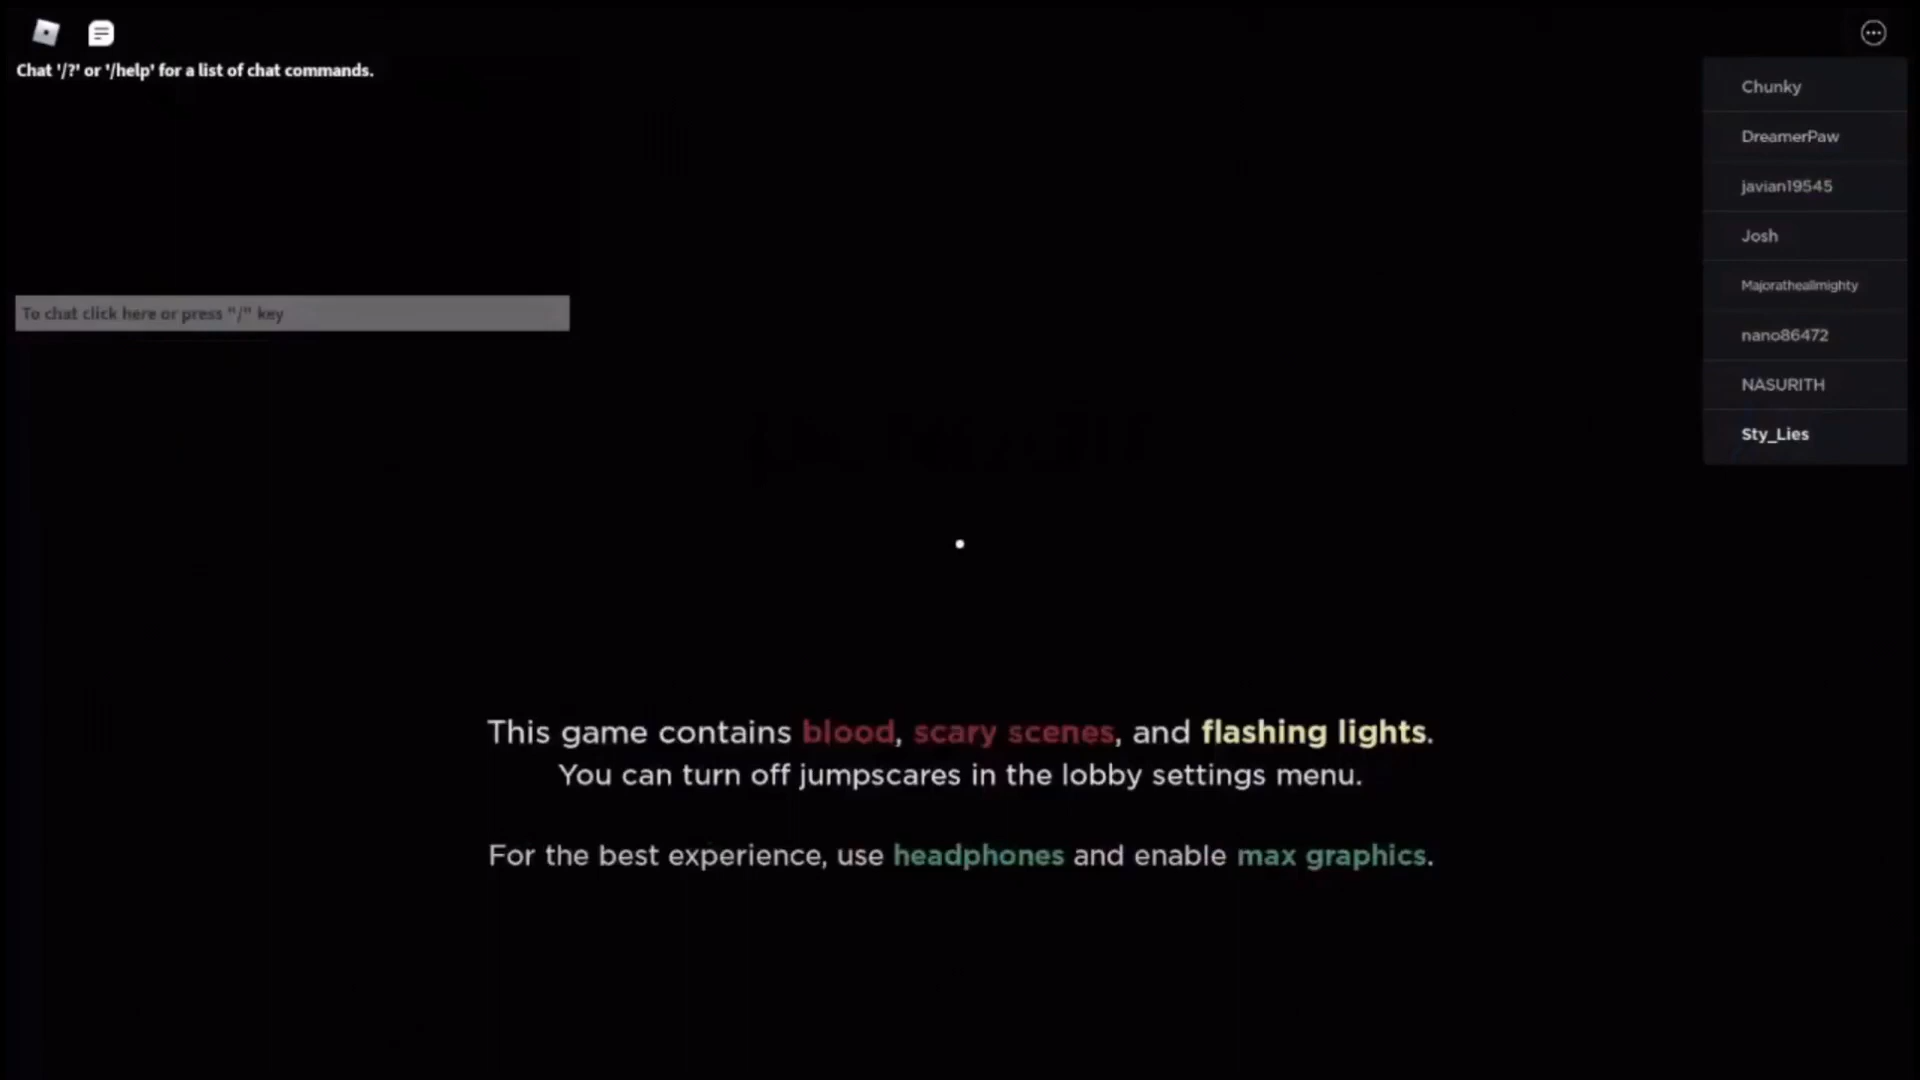 Chat '/?' or '/help' for a list of chat commands.
To chat click here or press "/" key
Chunky
DreamerPaw
javian19545
Josh
Majoratheallmighty
nano86472
NASURITH
Sty_Lies
This game contains blood, scary scenes, and flashing lights.
You can turn off jumpscares in the lobby settings menu.
For the best experience, use headphones and enable max graphics.